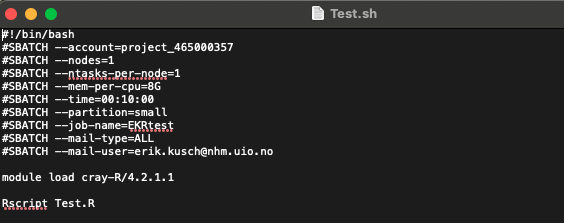 Test.sh
#!/bin/bash
#SBATCH --account=project_465000357
#SBATCH --nodes=1
#SBATCH --ntasks-per-node=1
#SBATCH --mem-per-cpu=8G
#SBATCH --time=00:10:00
#SBATCH --partition=small
#SBATCH --job-name=EKRtest
#SBATCH --mail-type=ALL
#SBATCH --mail-user=erik.kusch@nhm.uio.no
module load cray-R/4.2.1.1
Rscript Test.R